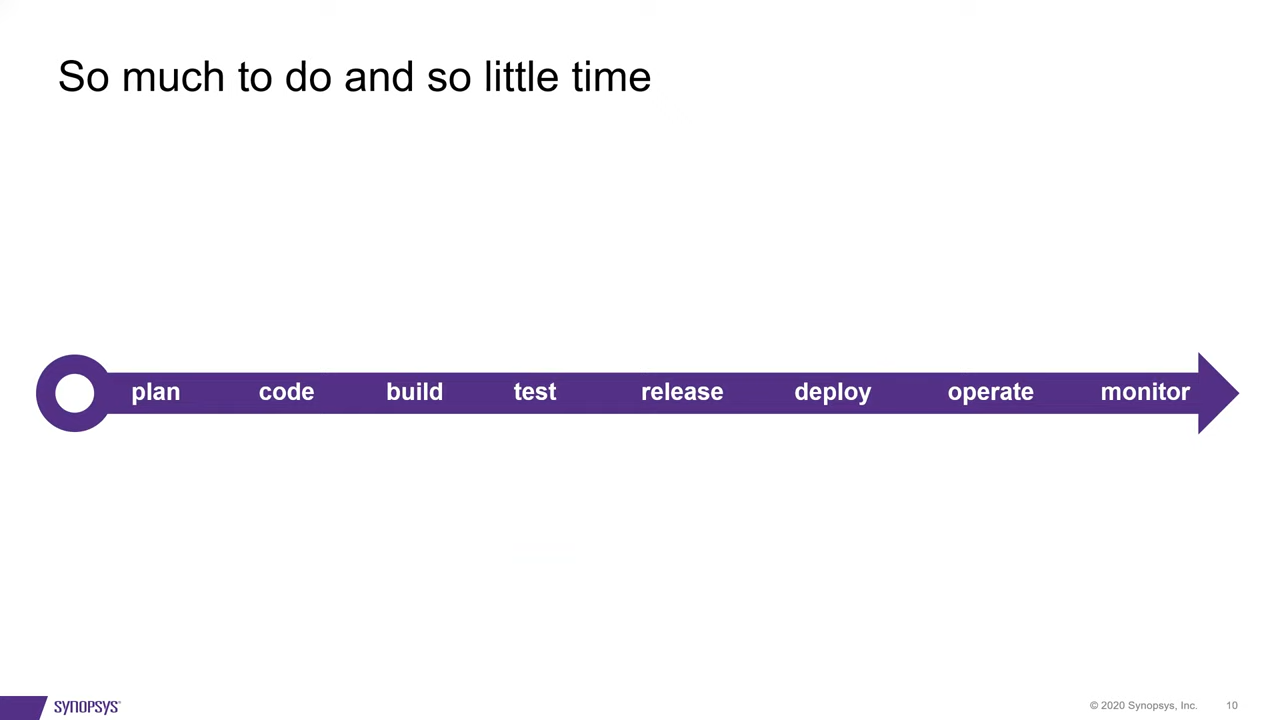 So much to do and so little time
plan code build test release deploy operate monitor
SYNOPSYS® © 2020 Synopsys, Inc. 10